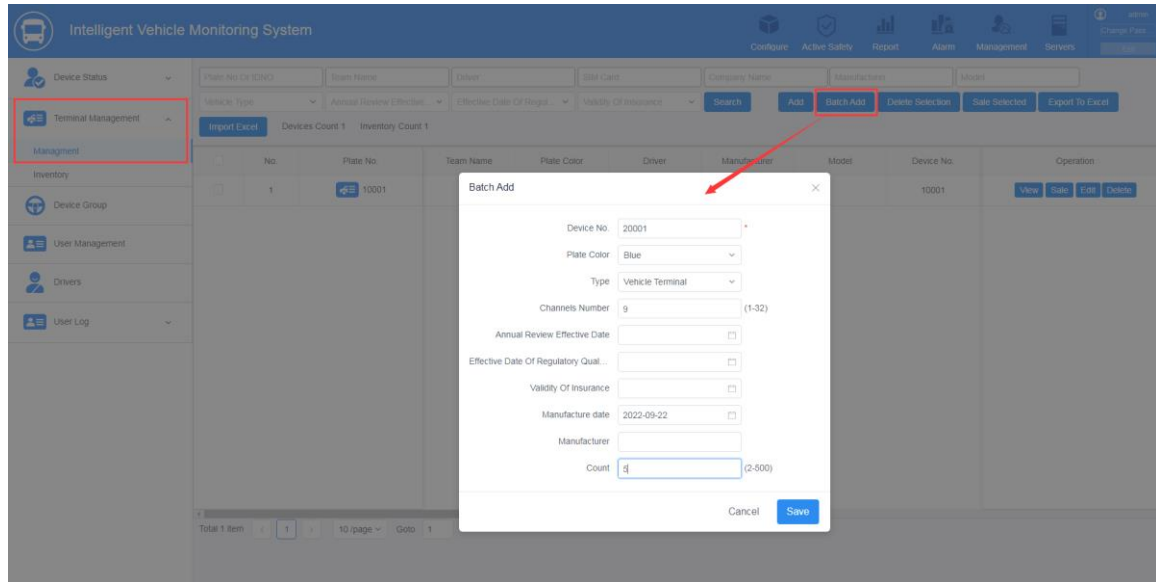 Intelligent Vehicle Monitoring System
Configure Active Safety Report Alarm Management Servers
admin
Change Pass
Device Status
Plate No.Or IDNO Team Name Driver SIM Card Company Name Manufacturer Model
Vehicle Type Annual Review Effective... Effective Date Of Regul... Validity Of Insurance Search Add Batch Add Delete Selection Sale Selected Export To Excel
Terminal Management
Import Excel Devices Count 1 Inventory Count 1
Managment
Inventory
No. Plate No. Team Name Plate Color Driver Manufacturer Model Device No. Operation
1 10001 10001 View Sale Edit Delete
Device Group
User Management
Drivers
User Log
Batch Add
Device No. 20001 *
Plate Color Blue
Type Vehicle Terminal
Channels Number 9 (1-32)
Annual Review Effective Date
Effective Date Of Regulatory Qual...
Validity Of Insurance
Manufacture date 2022-09-22
Manufacturer
Count 5 (2-500)
Cancel Save
Total 1 item 1 10 /page Goto 1